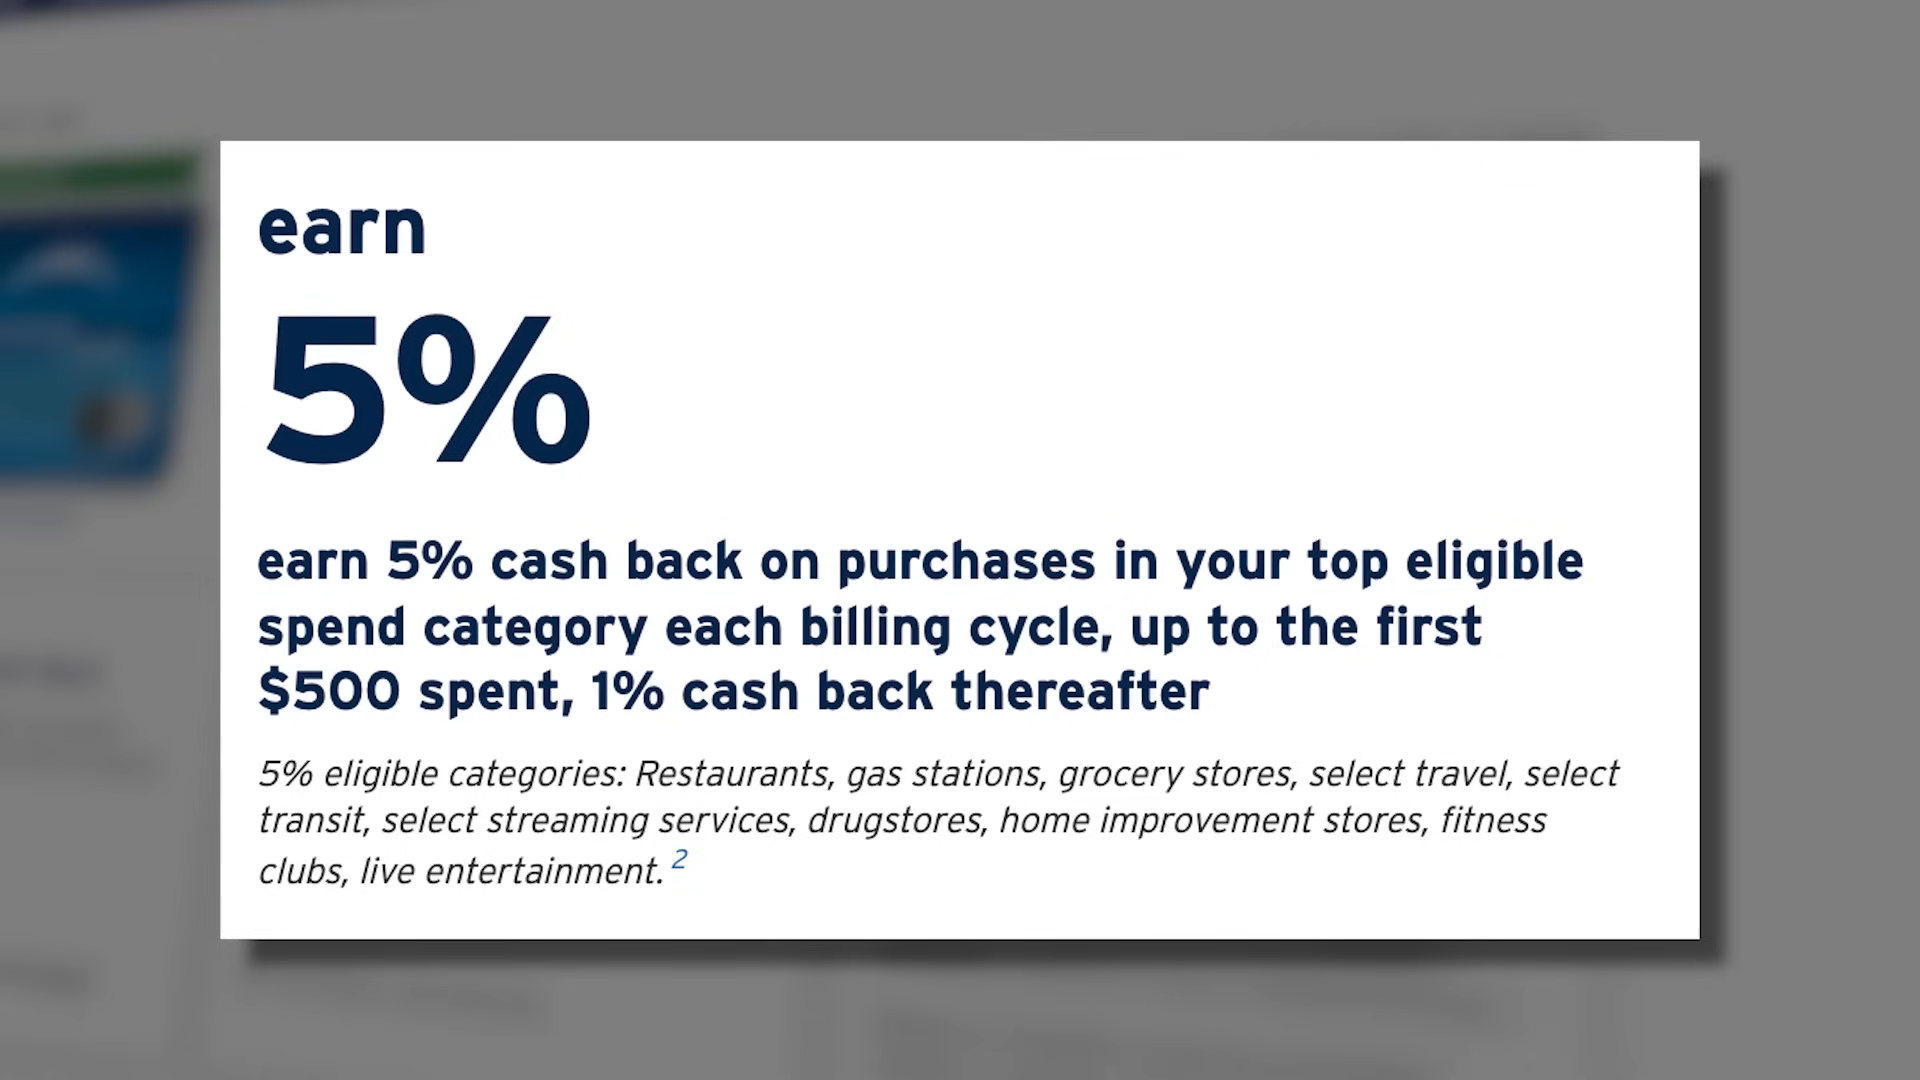 earn
5%
earn 5% cash back on purchases in your top eligible
spend category each billing cycle, up to the first
$500 spent, 1% cash back thereafter
5% eligible categories: Restaurants, gas stations, grocery stores, select travel, select
transit, select streaming services, drugstores, home improvement stores, fitness
clubs, live entertainment. 2